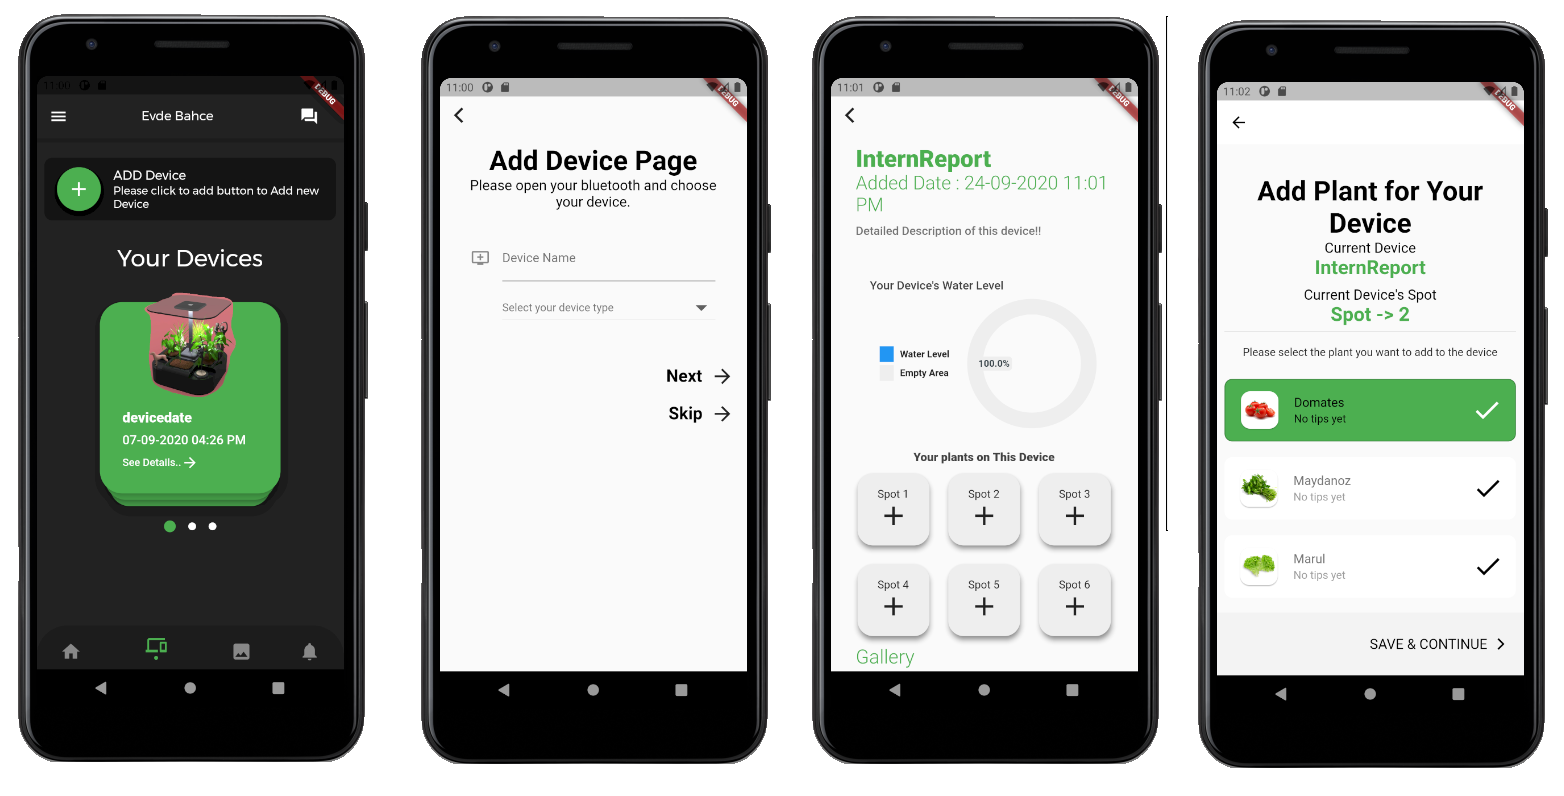 11:00
DEBUG
Evde Bahce
ADD Device
Please click to add button to Add new
Device
Your Devices
devicedate
07-09-2020 04:26 PM
See Details..
11:00
DEBUG
Add Device Page
Please open your bluetooth and choose
your device.
Device Name
Select your device type
Next
Skip
11:01
DEBUG
InternReport
Added Date : 24-09-2020 11:01
PM
Detailed Description of this device!!
Your Device's Water Level
Water Level
Empty Area
100.0%
Your plants on This Device
Spot 1 Spot 2 Spot 3
Spot 4 Spot 5 Spot 6
Gallery
11:02
DEBUG
Add Plant for Your
Device
Current Device
InternReport
Current Device's Spot
Spot -> 2
Please select the plant you want to add to the device
Domates
No tips yet
Maydanoz
No tips yet
Marul
No tips yet
SAVE & CONTINUE